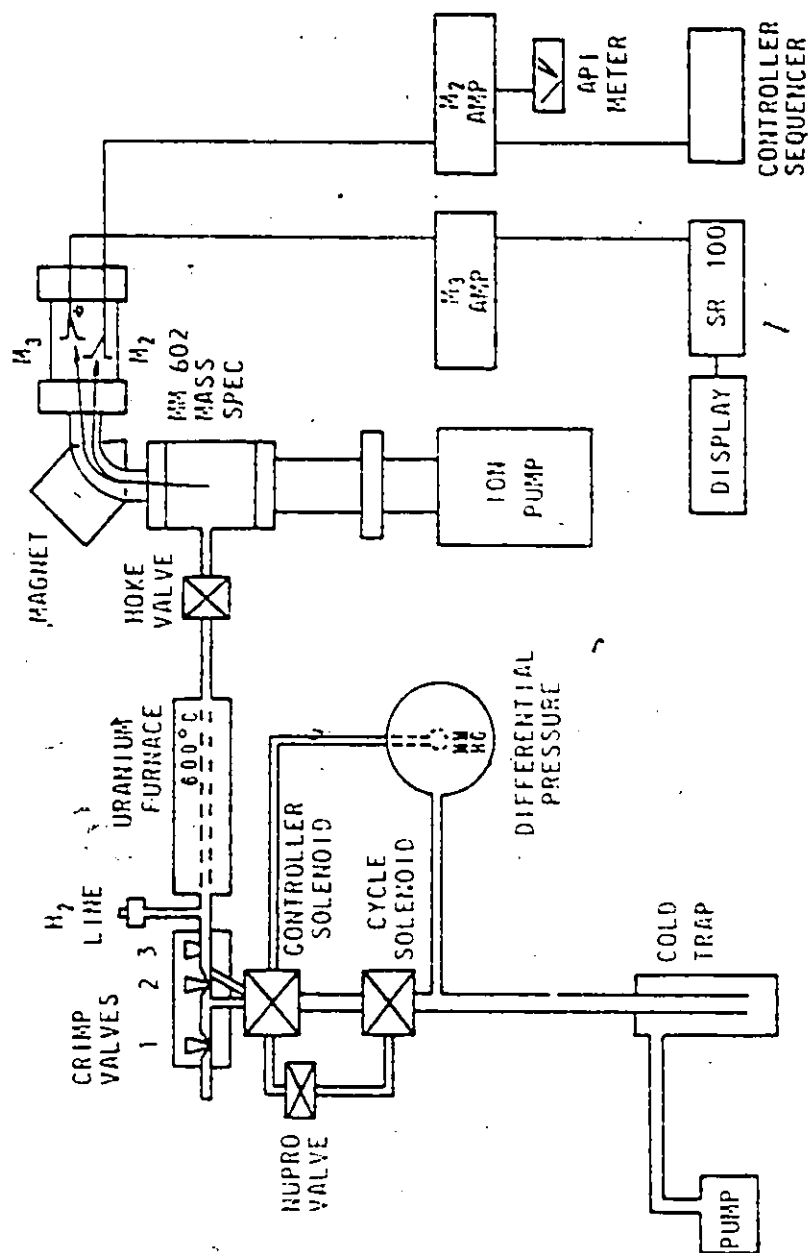 CRIMP
VALVES
1
2
3
H₂
LINE
URANIUM
FURNACE
600°C
HOKE
VALVE
MAGNET
MM 602
MASS
SPEC
M₃
M₂
NUPRO
VALVE
CONTROLLER
SOLENOID
CYCLE
SOLENOID
MM
HG
DIFFERENTIAL
PRESSURE
ION
PUMP
M₃
AMP
M₂
AMP
API
METER
PUMP
COLD
TRAP
DISPLAY
SR 100
CONTROLLER
SEQUENCER